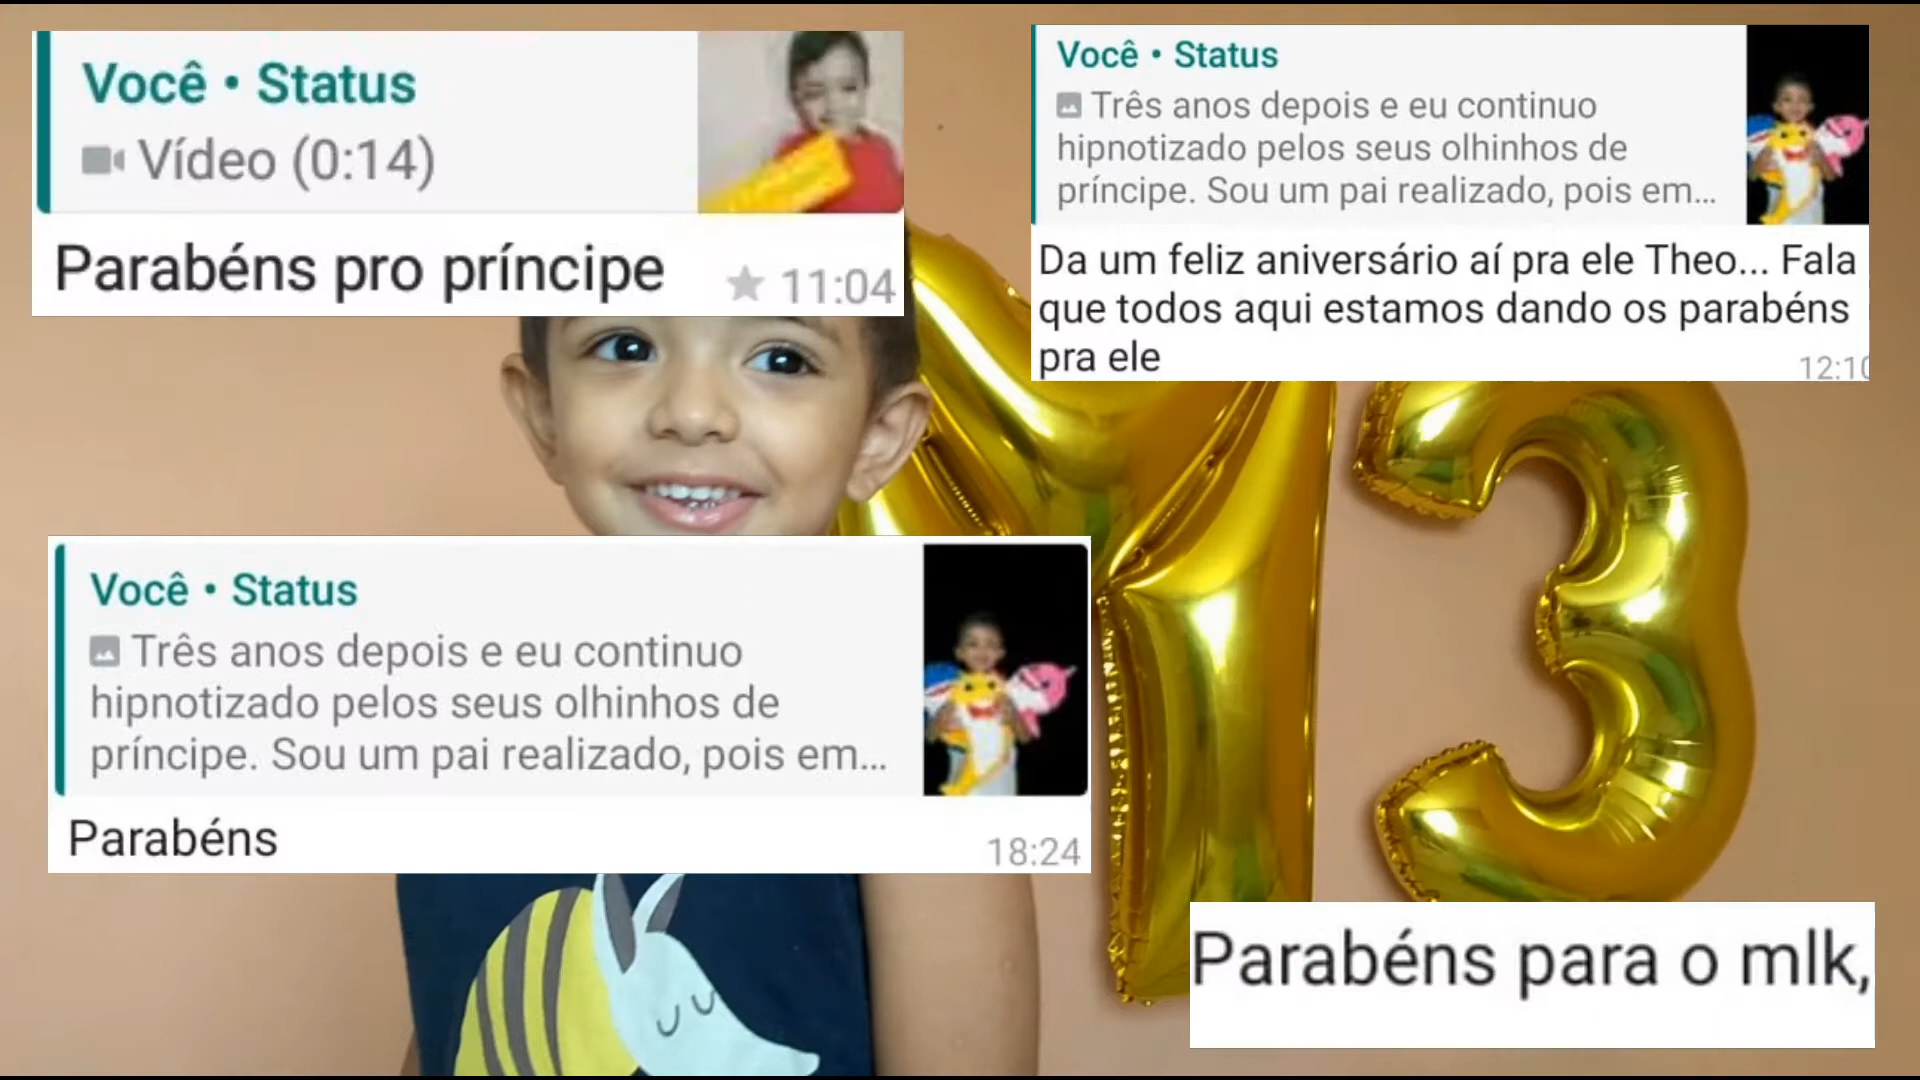 Você • Status
Vídeo (0:14)
Parabéns pro príncipe
11:04
Você • Status
Três anos depois e eu continuo
hipnotizado pelos seus olhinhos de
príncipe. Sou um pai realizado, pois em...
Da um feliz aniversário aí pra ele Theo... Fala
que todos aqui estamos dando os parabéns
pra ele
12:10
Você • Status
Três anos depois e eu continuo
hipnotizado pelos seus olhinhos de
príncipe. Sou um pai realizado, pois em...
Parabéns
18:24
Parabéns para o mlk,
3